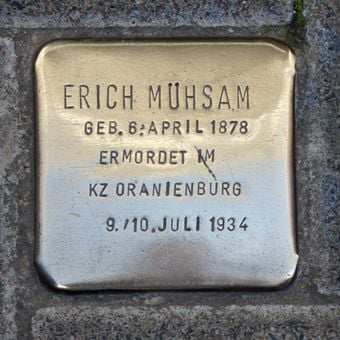 ERICH MÜHSAM
GEB. 6. APRIL 1878
ERMORDET IM
KZ ORANIENBURG
9./10. JULI 1934